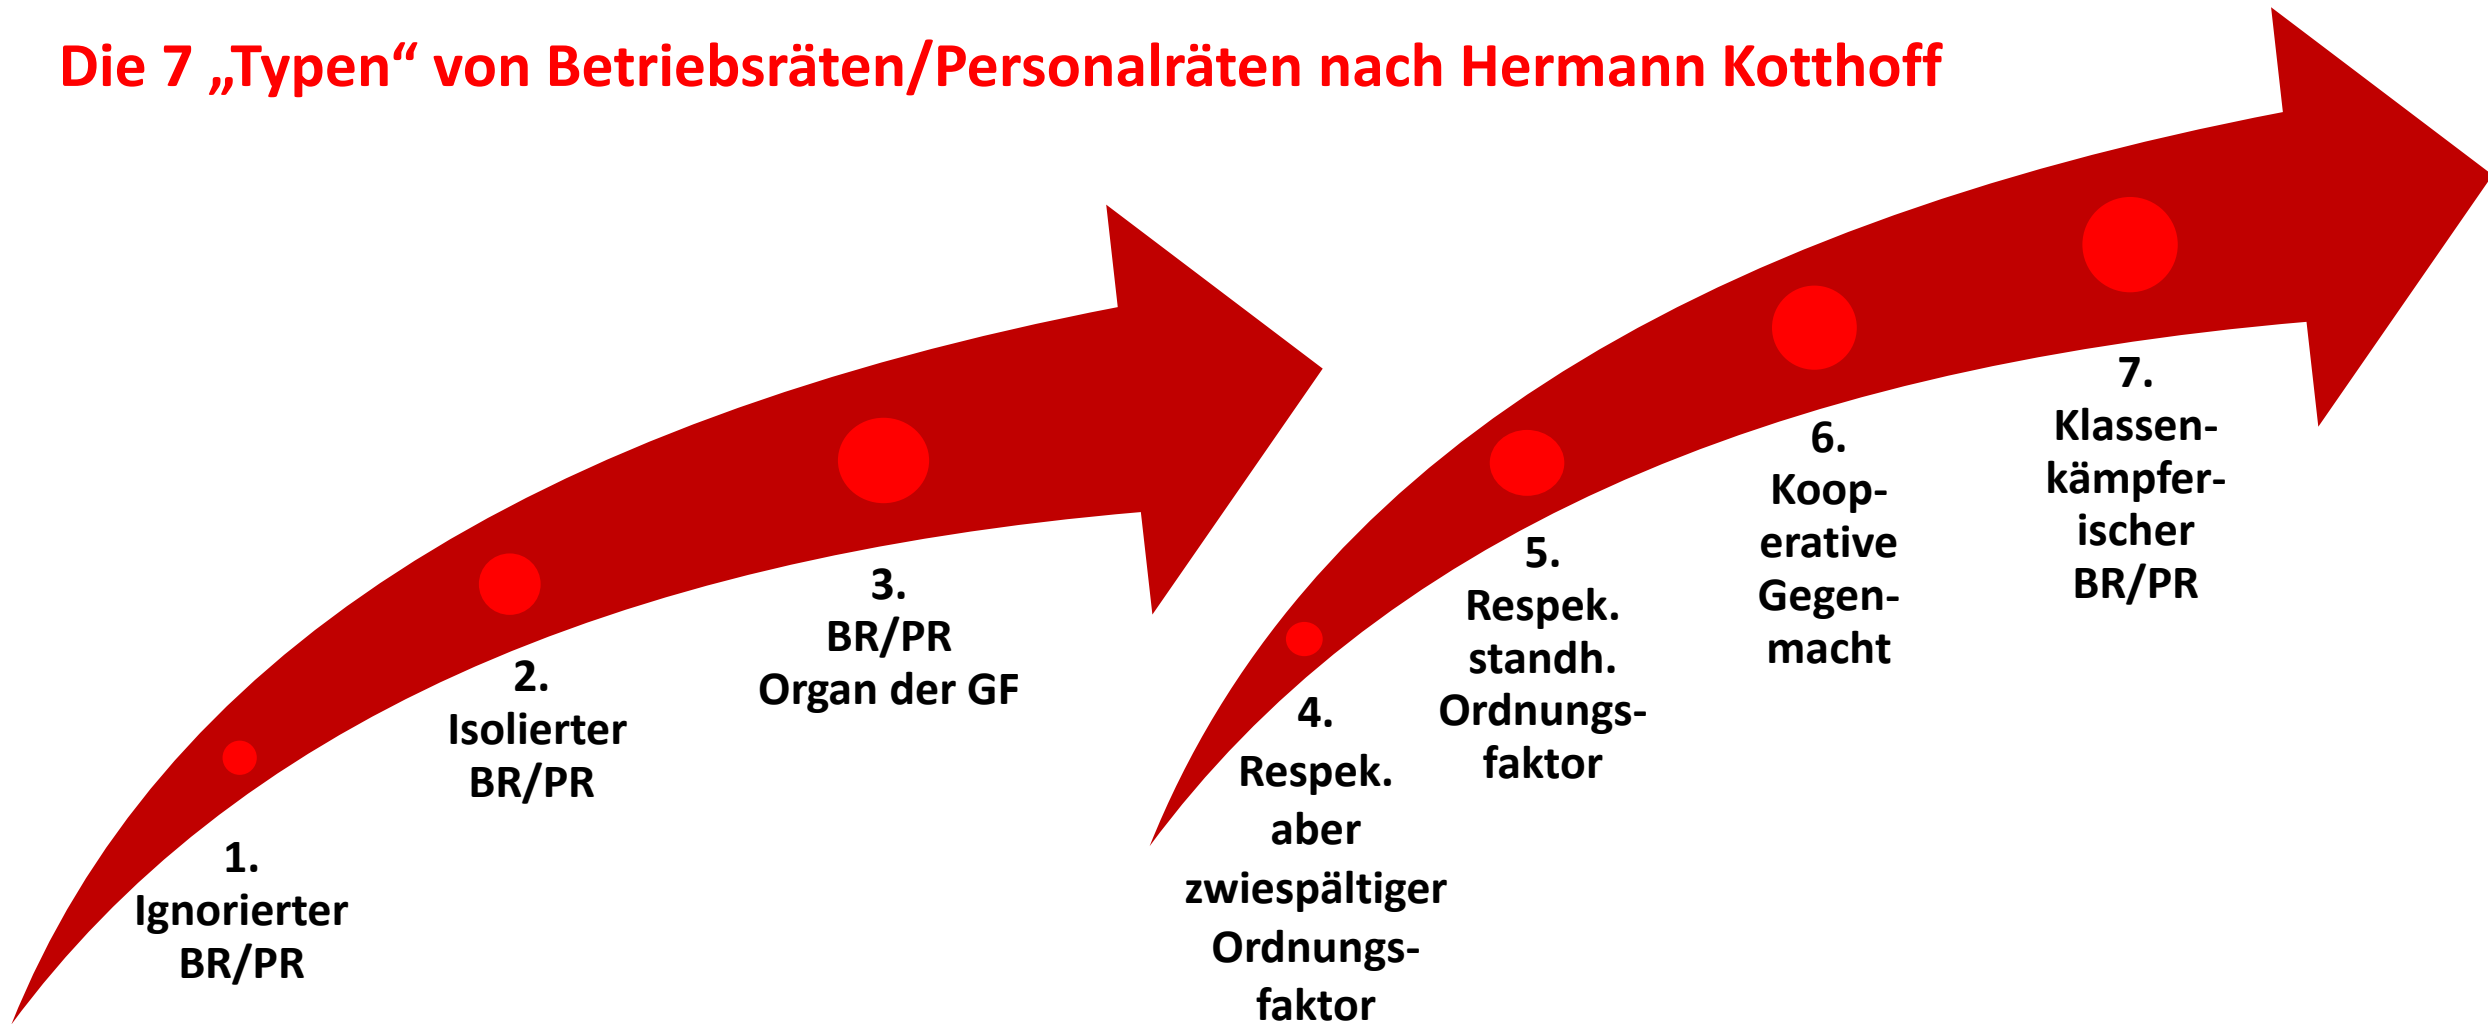 Die 7 „Typen“ von Betriebsräten/Personalräten nach Hermann Kotthoff
1.
Ignorierter
BR/PR
2.
Isolierter
BR/PR
3.
BR/PR
Organ der GF
4.
Respek.
aber
zwiespältiger
Ordnungs-
faktor
5.
Respek.
standh.
Ordnungs-
faktor
6.
Koop-
erative
Gegen-
macht
7.
Klassen-
kämpfer-
ischer
BR/PR